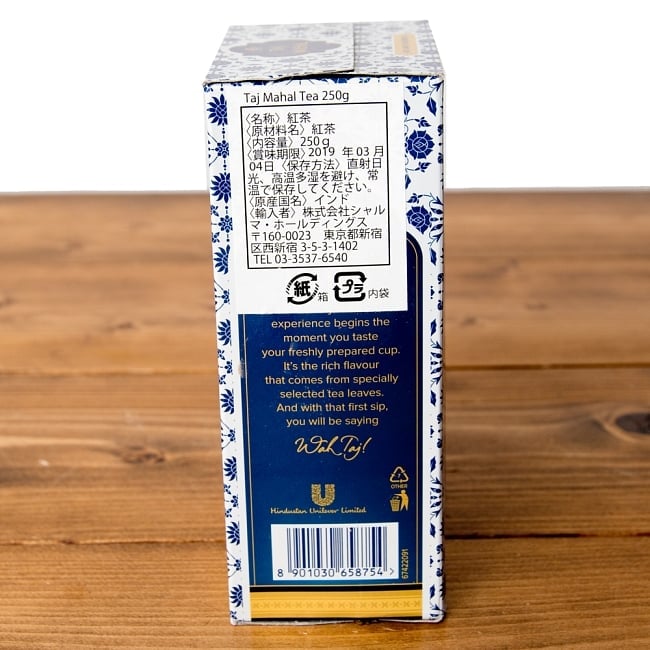 Taj Mahal Tea 250g
〈名称〉紅茶
〈原材料名〉紅茶
〈内容量〉250ｇ
〈賞味期限〉2019 年03月
04日〈保存方法〉直射日
光、高温多湿を避け、常
温で保存してください。
〈原産国名〉インド
〈輸入者〉株式会社シャル
マ・ホールディングス
〒160-0023 東京都新宿
区西新宿3-5-3-1402
TEL 03-3537-6540
紙 箱 プラ 内袋
experience begins the
moment you taste
your freshly prepared cup.
It's the rich flavour
that comes from specially
selected tea leaves.
And with that first sip,
you will be saying
Wah Taj!
7
OTHER
Hindustan Unilever Limited
8 901030 658754 >
67422091